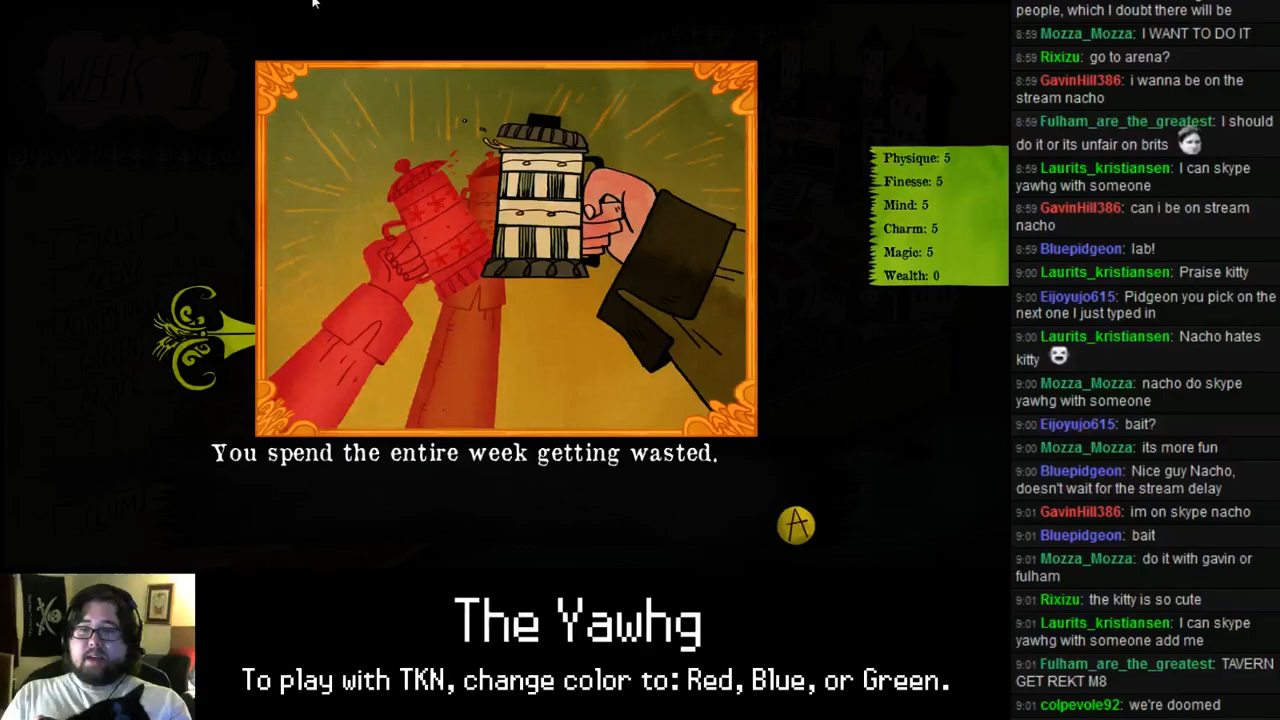 WEEK 1
Physique: 5
Finesse: 5
Mind: 5
Charm: 5
Magic: 5
Wealth: 0
You spend the entire week getting wasted.
A
The Yawhg
To play with TKN, change color to: Red, Blue, or Green.
people, which I doubt there will be
8:59 Mozza_Mozza: I WANT TO DO IT
8:59 Rixizu: go to arena?
8:59 GavinHill386: i wanna be on the
stream nacho
8:59 Fulham_are_the_greatest: I should
do it or its unfair on brits
8:59 Laurits_kristiansen: I can skype
yawhg with someone
8:59 GavinHill386: can i be on stream
nacho
8:59 Bluepidgeon: lab!
9:00 Laurits_kristiansen: Praise kitty
9:00 Eijoyujo615: Pidgeon you pick on the
next one I just typed in
9:00 Laurits_kristiansen: Nacho hates
kitty
9:00 Mozza_Mozza: nacho do skype
yawhg with someone
9:00 Eijoyujo615: bait?
9:00 Mozza_Mozza: its more fun
9:00 Bluepidgeon: Nice guy Nacho,
doesn't wait for the stream delay
9:01 GavinHill386: im on skype nacho
9:01 Bluepidgeon: bait
9:01 Mozza_Mozza: do it with gavin or
fulham
9:01 Rixizu: the kitty is so cute
9:01 Laurits_kristiansen: I can skype
yawhg with someone add me
9:01 Fulham_are_the_greatest: TAVERN
GET REKT M8
9:01 colpevole92: we're doomed